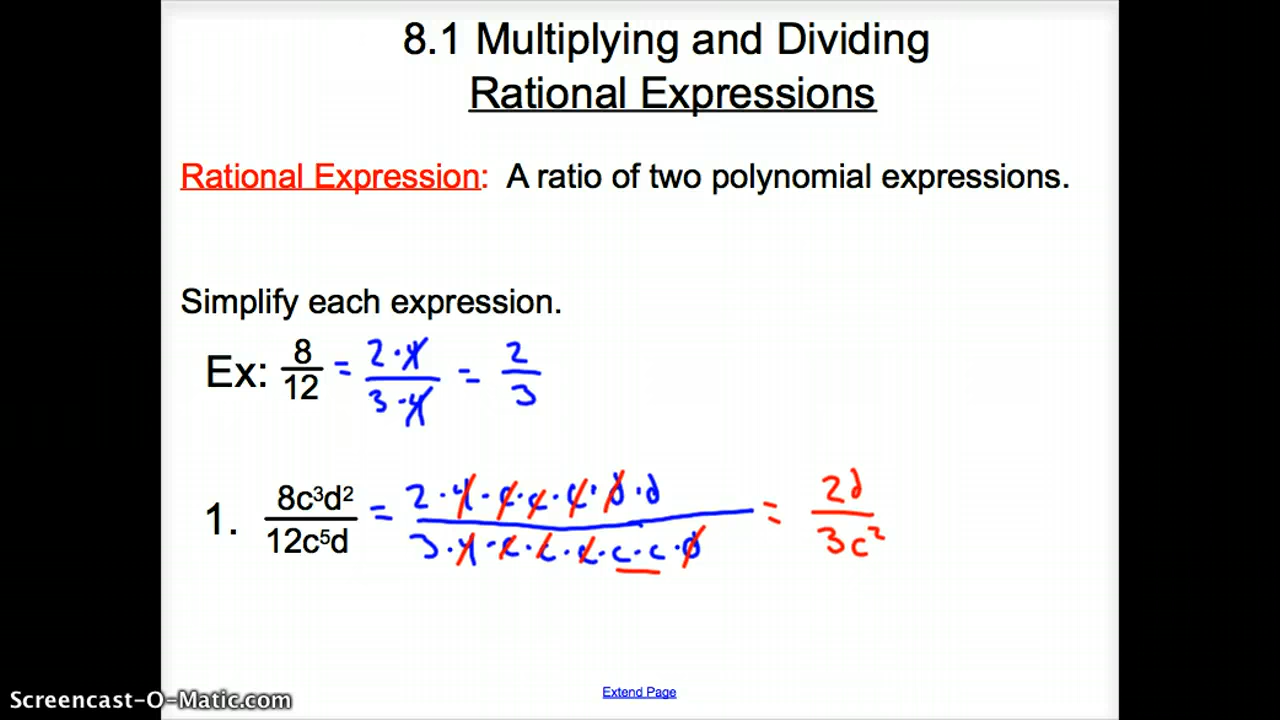 8.1 Multiplying and Dividing
Rational Expressions
Rational Expression: A ratio of two polynomial expressions.
Simplify each expression.
Ex: 8/12 = 2·4/3·4 = 2/3
1. 8c³d²/12c⁵d = 2·4·c·c·c·d·d/3·4·c·c·c·c·c·d = 2d/3c²
Extend Page
Screencast-O-Matic.com